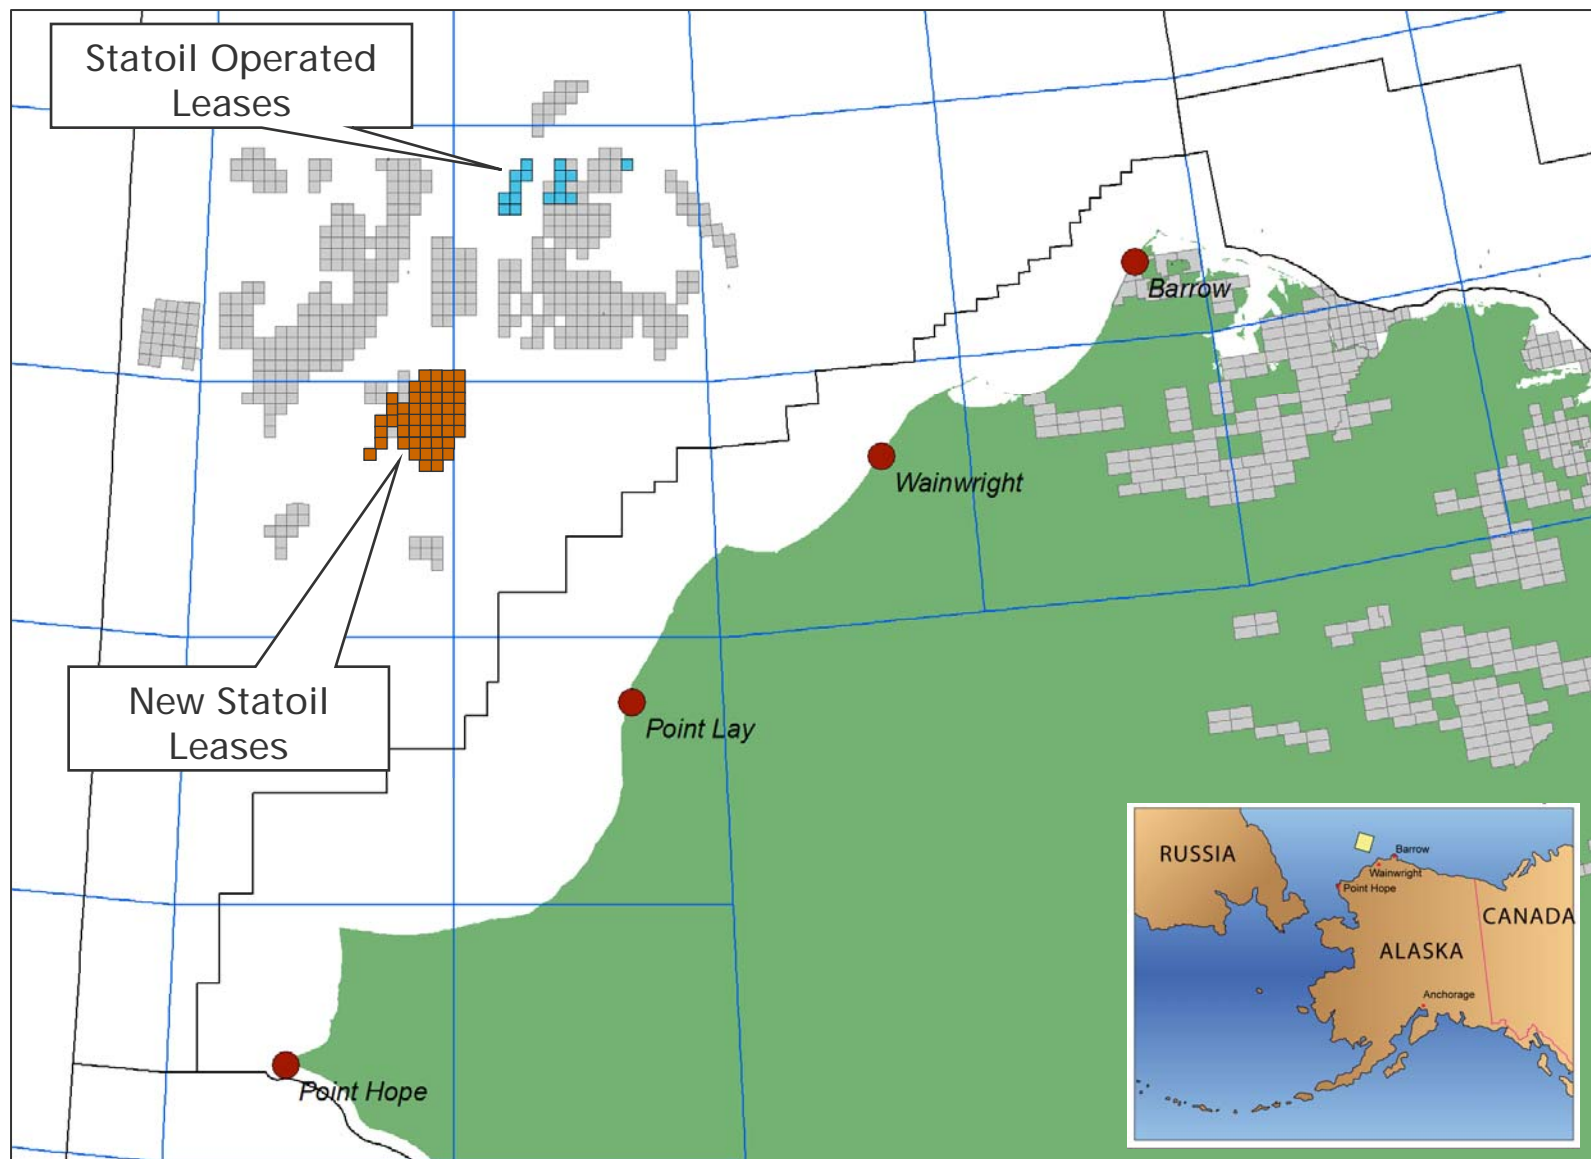 Statoil Operated
Leases
Barrow
Wainwright
New Statoil
Leases
Point Lay
Point Hope
RUSSIA
Barrow
Wainwright
Point Hope
CANADA
ALASKA
Anchorage